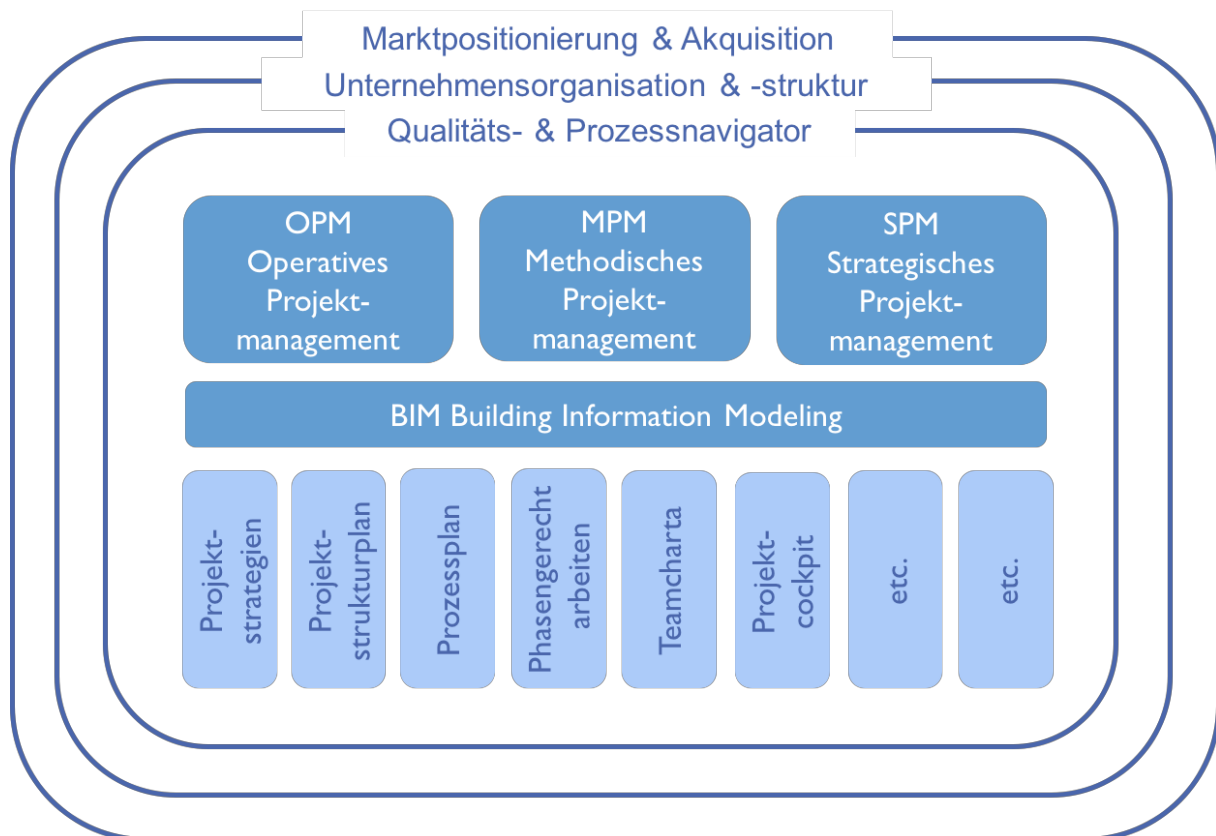 Marktpositionierung & Akquisition
Unternehmensorganisation & -struktur
Qualitäts- & Prozessnavigator
OPM
Operatives
Projekt-
management
MPM
Methodisches
Projekt-
management
SPM
Strategisches
Projekt-
management
BIM Building Information Modeling
Projekt-
strategien
Projekt-
strukturplan
Prozessplan
Phasengerecht
arbeiten
Teamcharta
Projekt-
cockpit
etc.
etc.